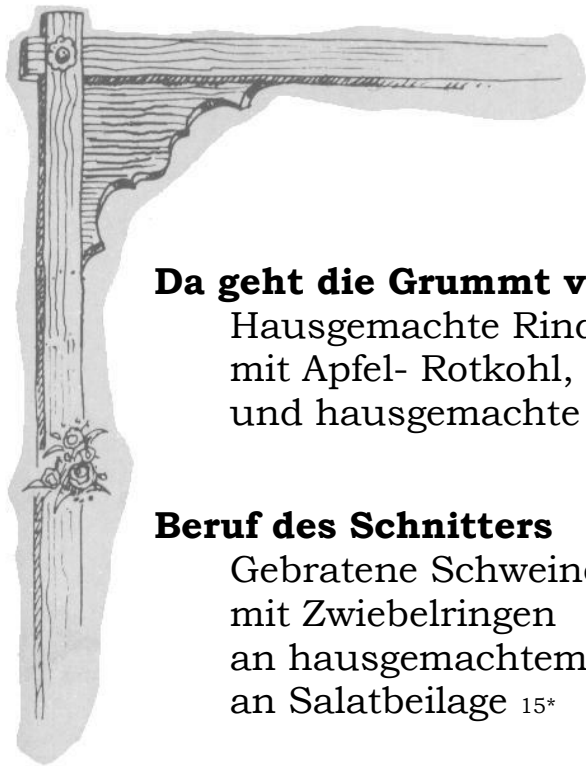 Da geht die Grummt v
Hausgemachte Rind
mit Apfel- Rotkohl,
und hausgemachte
Beruf des Schnitters
Gebratene Schweine
mit Zwiebelringen
an hausgemachtem
an Salatbeilage 15*